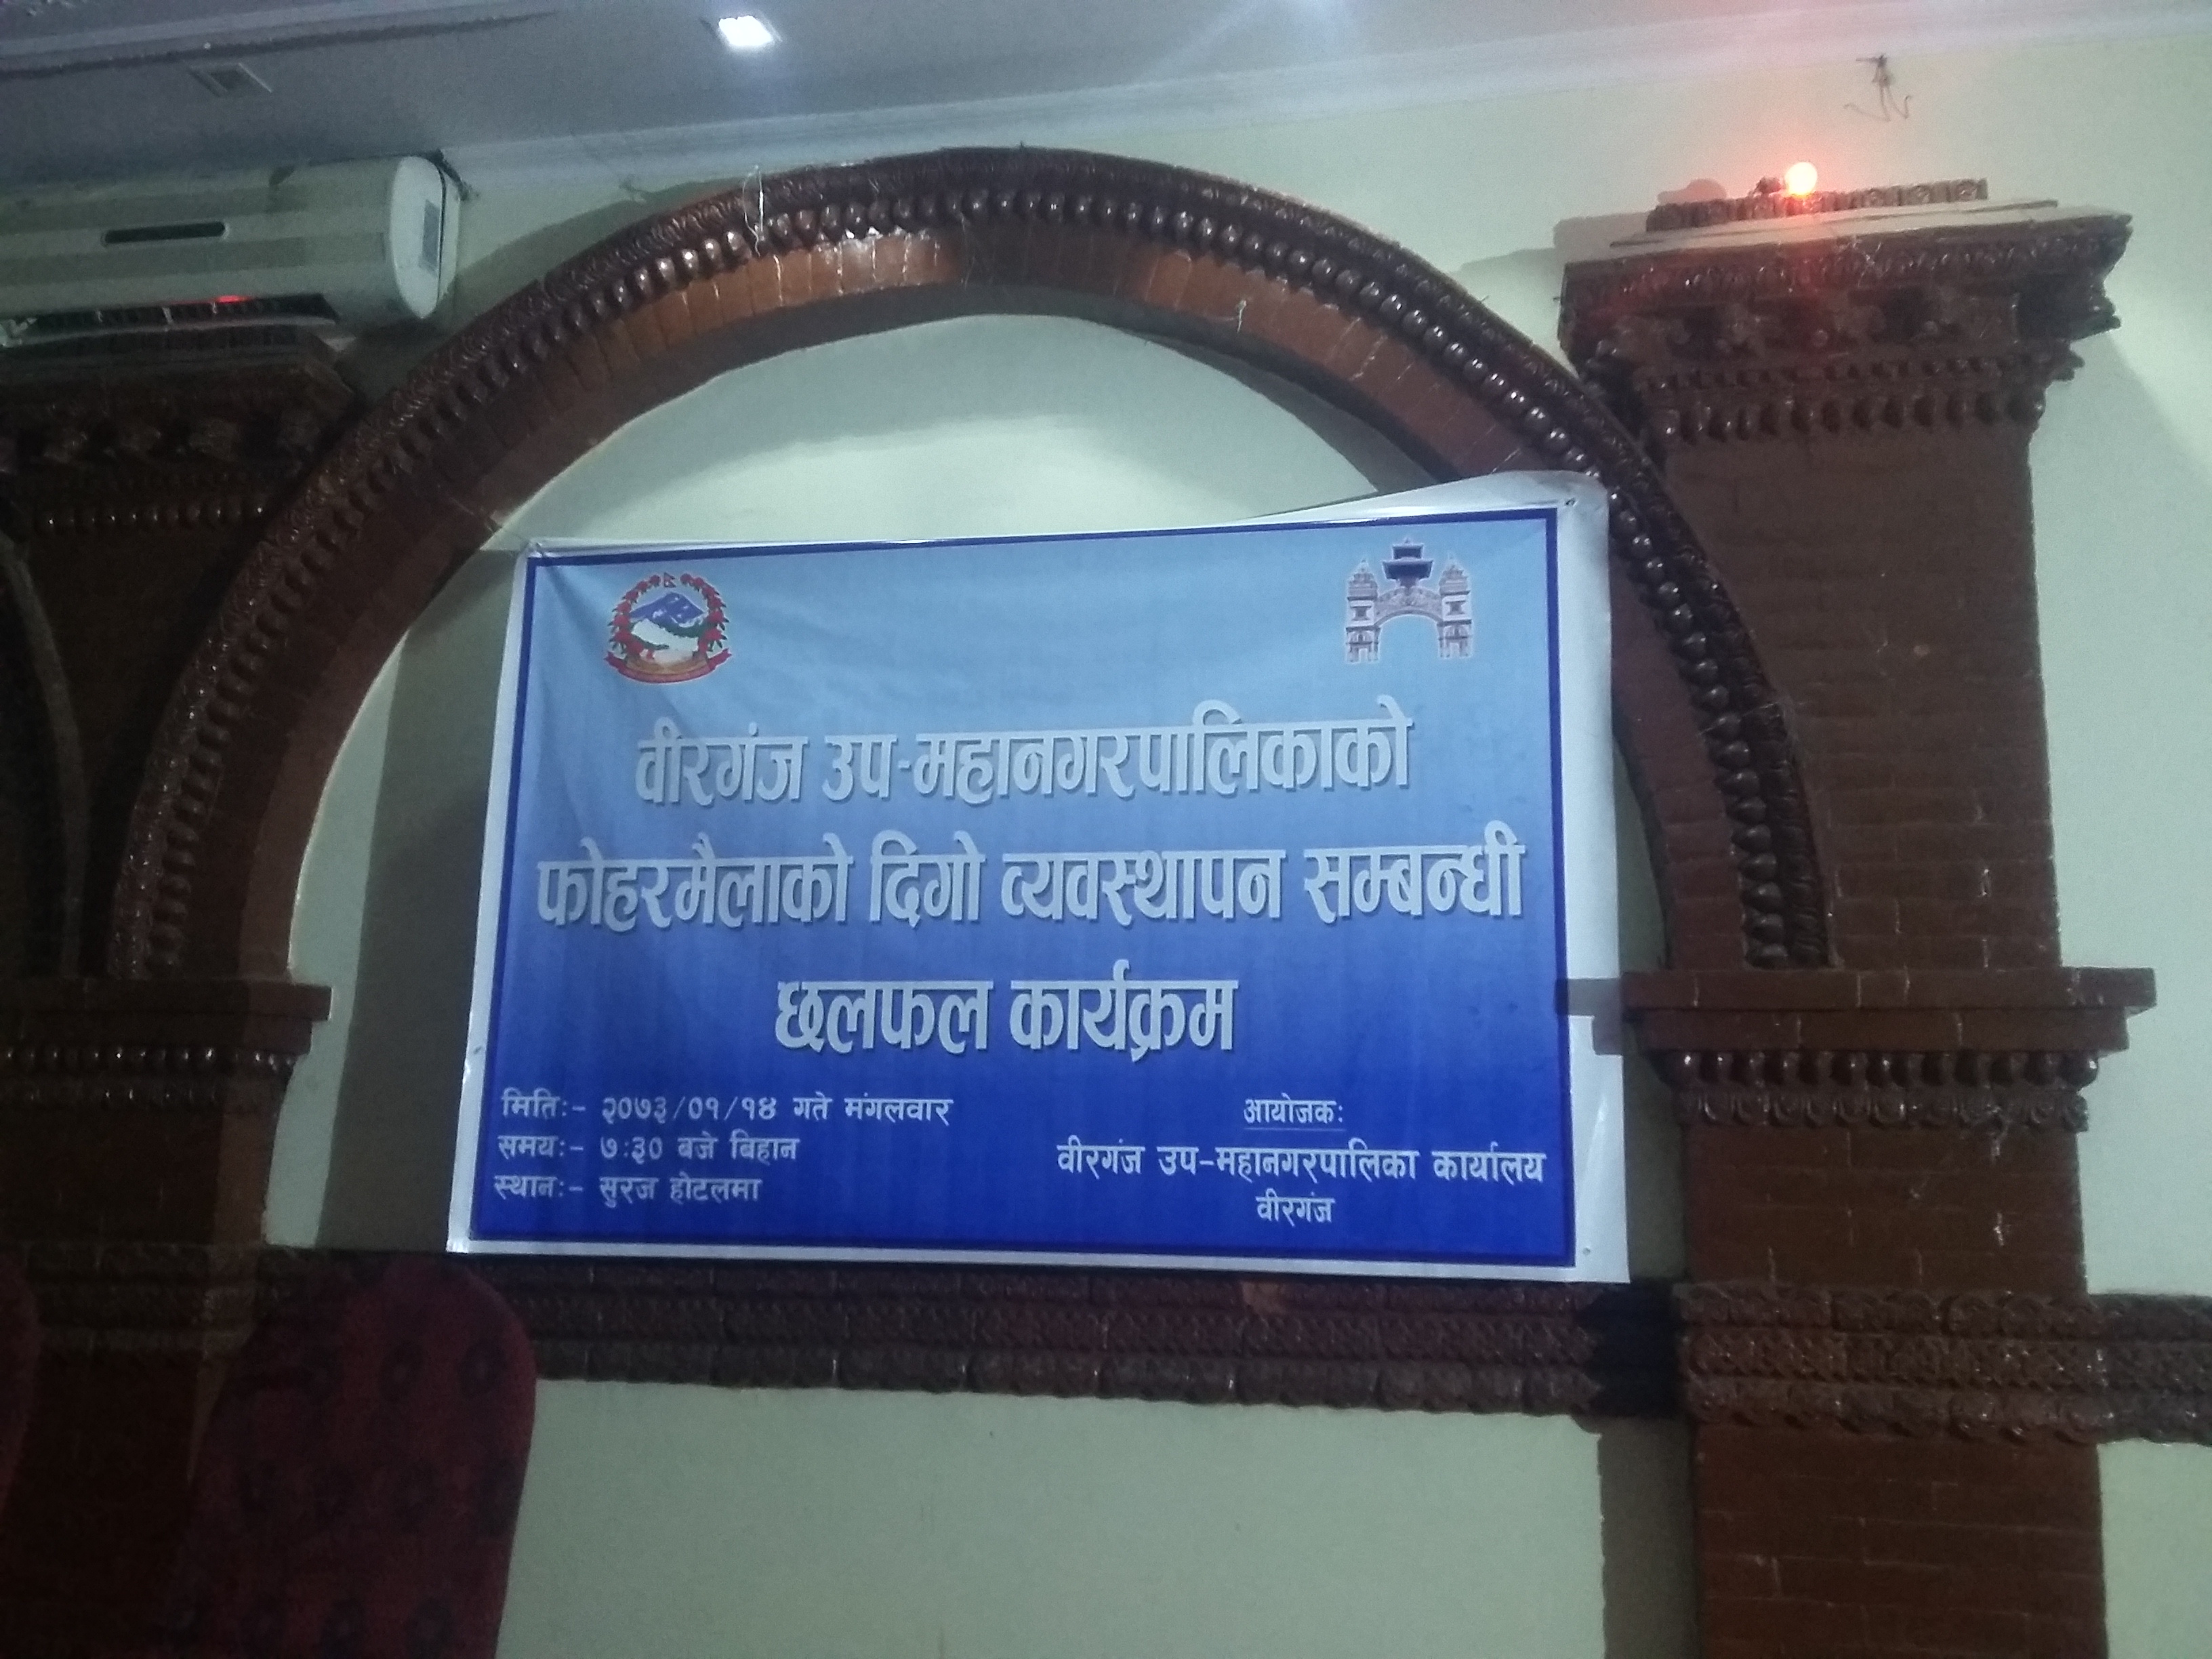 वीरगंज उप-महानगरपालिकाको
फोहरमैलाको दिगो व्यवस्थापन सम्बन्धी
छलफल कार्यक्रम
मिति:- २०७३/०१/१४ गते मंगलवार
समय:- ७:३० बजे बिहान
स्थान:- सुरज होटलमा
आयोजक:
वीरगंज उप-महानगरपालिका कार्यालय
वीरगंज